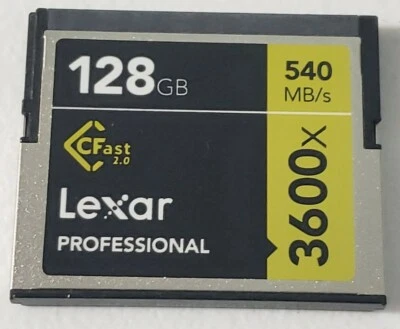 128GB
540
MB/s
CFast
2.0
Lexar
PROFESSIONAL
3600x